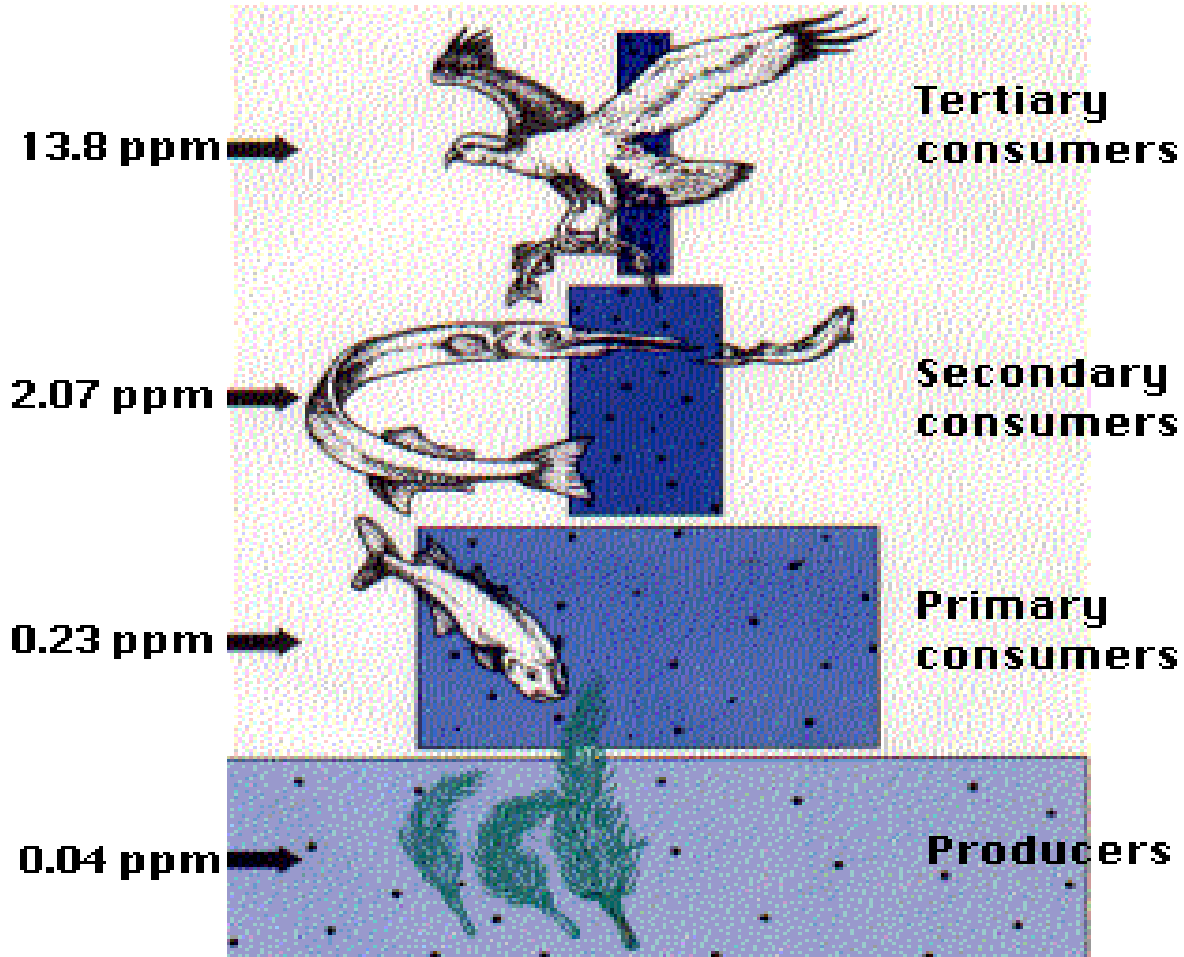 13.8 ppm
Tertiary
consumers
2.07 ppm
Secondary
consumers
0.23 ppm
Primary
consumers
0.04 ppm
Producers